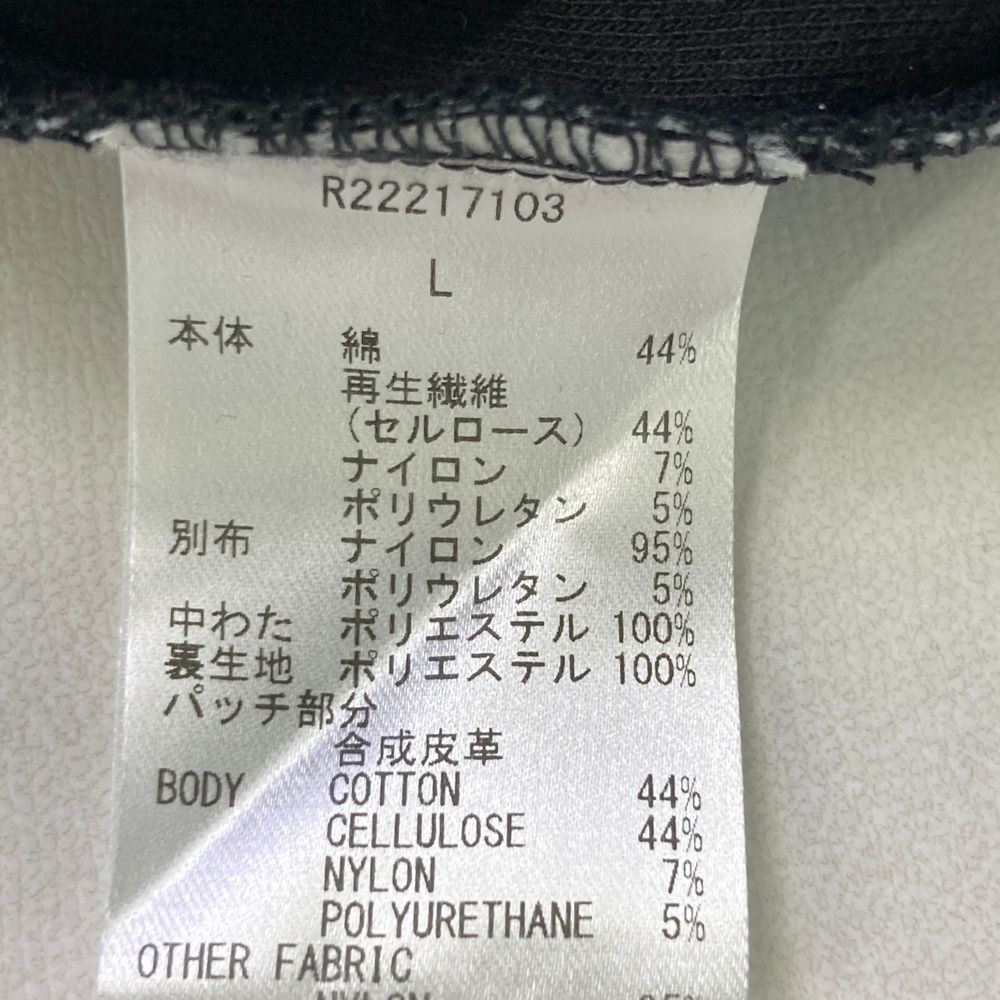 R22217103
L
本体 綿 44%
再生繊維
(セルロース) 44%
ナイロン 7%
ポリウレタン 5%
別布 ナイロン 95%
ポリウレタン 5%
中わた ポリエステル 100%
裏生地 ポリエステル 100%
パッチ部分
合成皮革
BODY COTTON 44%
CELLULOSE 44%
NYLON 7%
POLYURETHANE 5%
OTHER FABRIC
NYLON 95%